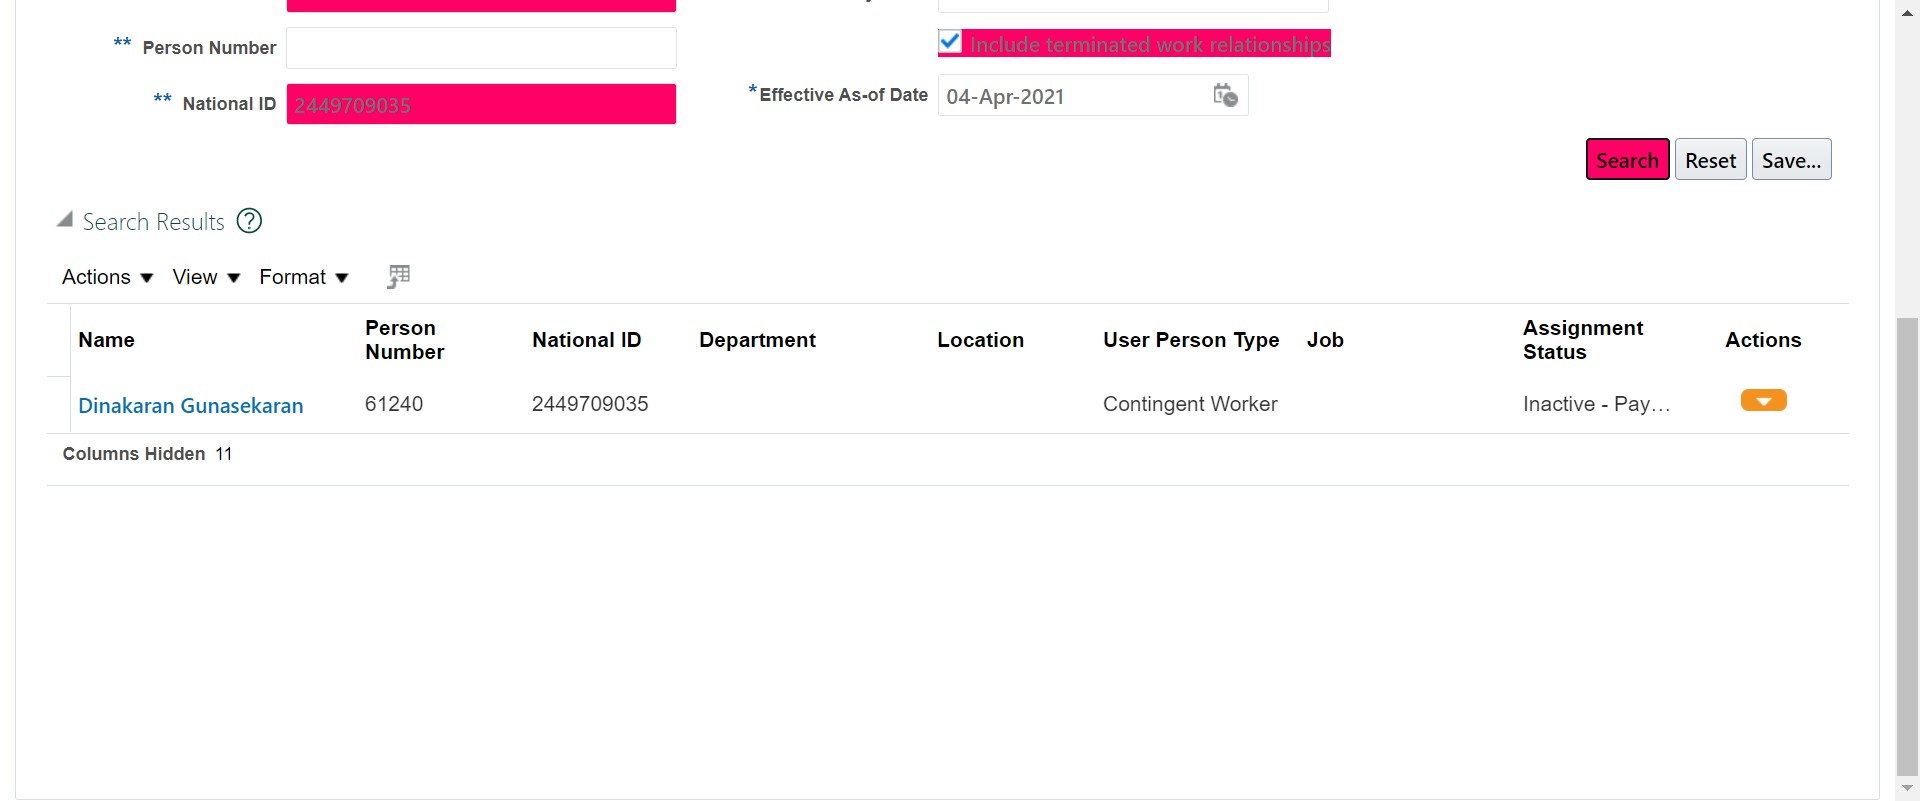 ** Person Number
Include terminated work relationships
** National ID 2449709035
*Effective As-of Date 04-Apr-2021
Search Reset Save...
Search Results ?
Actions View Format
Name Person Number National ID Department Location User Person Type Job Assignment Status Actions
Dinakaran Gunasekaran 61240 2449709035 Contingent Worker Inactive - Pay...
Columns Hidden 11